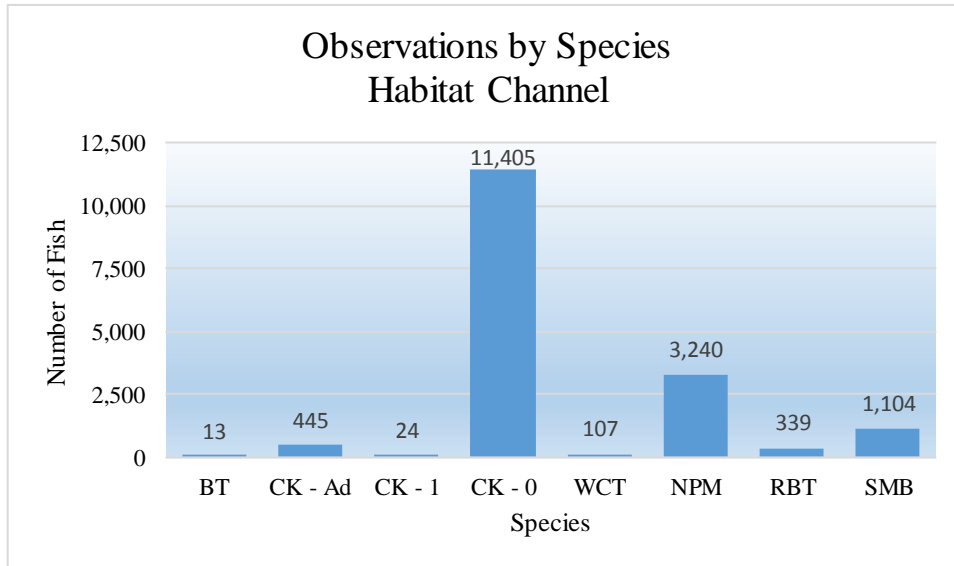 Observations by Species
Habitat Channel
12,500
10,000
7,500
5,000
2,500
0
Number of Fish
13
445
24
11,405
107
3,240
339
1,104
BT
CK - Ad
CK - 1
CK - 0
WCT
NPM
RBT
SMB
Species